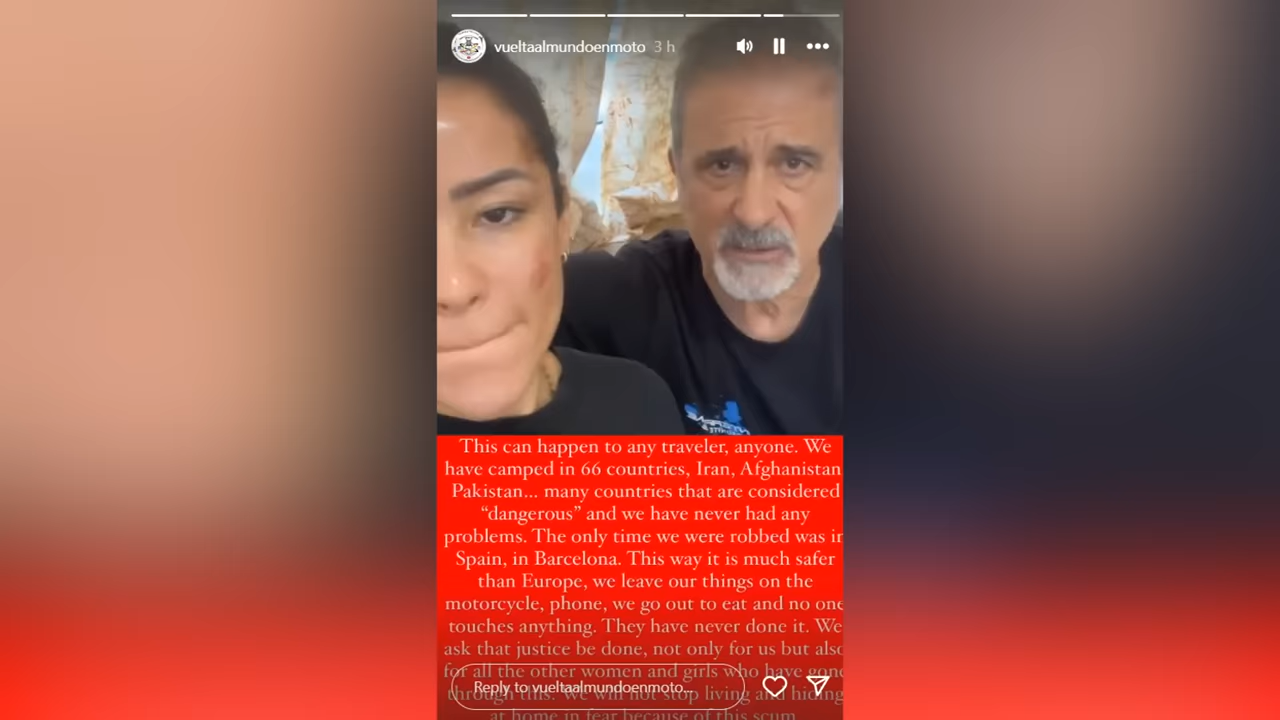 vueltaalmundoenmoto 3 h
This can happen to any traveler, anyone. We
have camped in 66 countries, Iran, Afghanistan
Pakistan... many countries that are considered
“dangerous” and we have never had any
problems. The only time we were robbed was in
Spain, in Barcelona. This way it is much safer
than Europe, we leave our things on the
motorcycle, phone, we go out to eat and no one
touches anything. They have never done it. We
ask that justice be done, not only for us but also
for all the other women and girls who have gone
through this. We will not stop living and hiding
Reply to vueltaalmundoenmoto...
at home in fear because of this scum